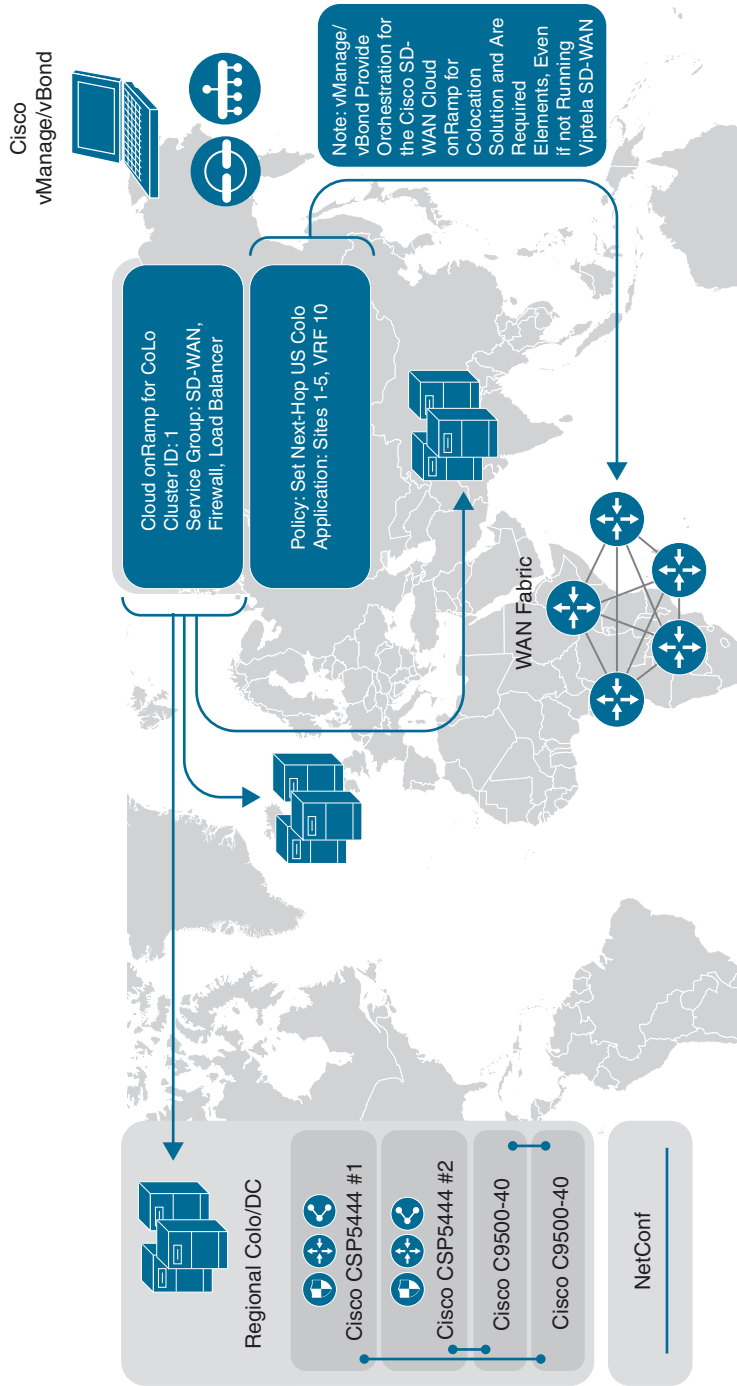 Cisco
vManage/vBond
Cloud onRamp for CoLo
Cluster ID: 1
Service Group: SD-WAN,
Firewall, Load Balancer
Policy: Set Next-Hop US Colo
Application: Sites 1-5, VRF 10
Note: vManage/
vBond Provide
Orchestration for
the Cisco SD-
WAN Cloud
onRamp for
Colocation
Solution and Are
Required
Elements, Even
if not Running
Viptela SD-WAN
WAN Fabric
Regional Colo/DC
Cisco CSP5444 #1
Cisco CSP5444 #2
Cisco C9500-40
Cisco C9500-40
NetConf